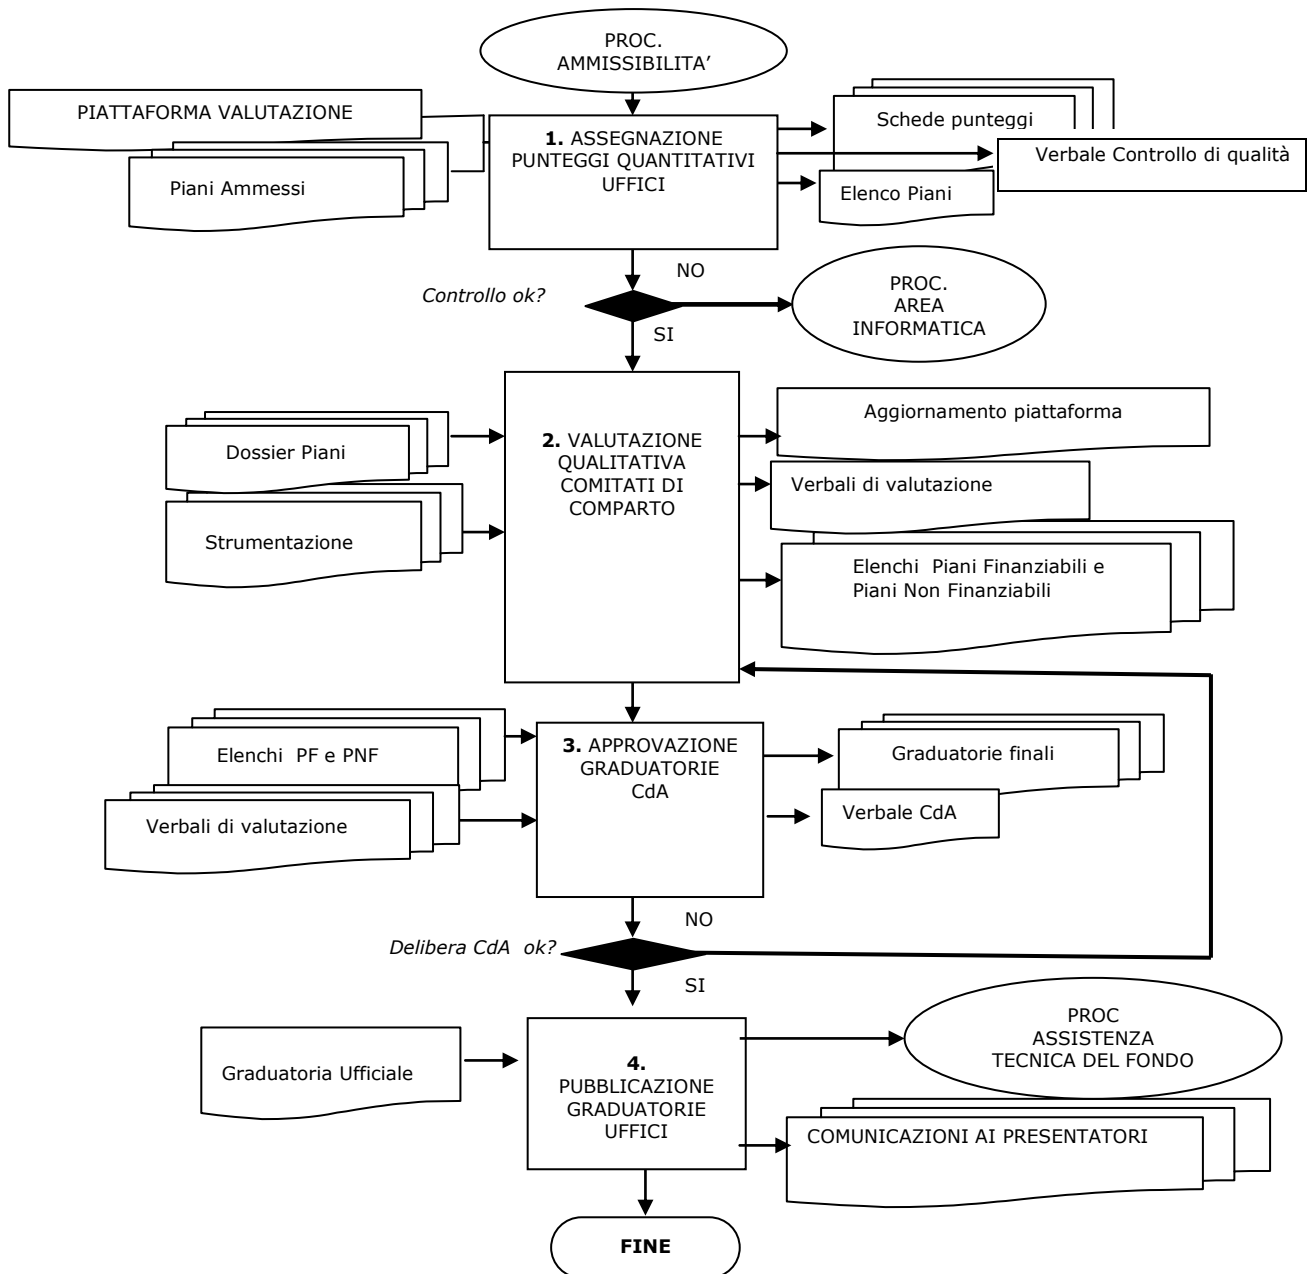 PROC.
AMMISSIBILITA’
PIATTAFORMA VALUTAZIONE
Piani Ammessi
1. ASSEGNAZIONE
PUNTEGGI QUANTITATIVI
UFFICI
Schede punteggi
Verbale Controllo di qualità
Elenco Piani
NO
Controllo ok?
PROC.
AREA
INFORMATICA
SI
Dossier Piani
Strumentazione
2. VALUTAZIONE
QUALITATIVA
COMITATI DI
COMPARTO
Aggiornamento piattaforma
Verbali di valutazione
Elenchi  Piani Finanziabili e
Piani Non Finanziabili
Elenchi  PF e PNF
Verbali di valutazione
3. APPROVAZIONE
GRADUATORIE
CdA
Graduatorie finali
Verbale CdA
NO
Delibera CdA  ok?
SI
Graduatoria Ufficiale
4.
PUBBLICAZIONE
GRADUATORIE
UFFICI
PROC
ASSISTENZA
TECNICA DEL FONDO
COMUNICAZIONI AI PRESENTATORI
FINE